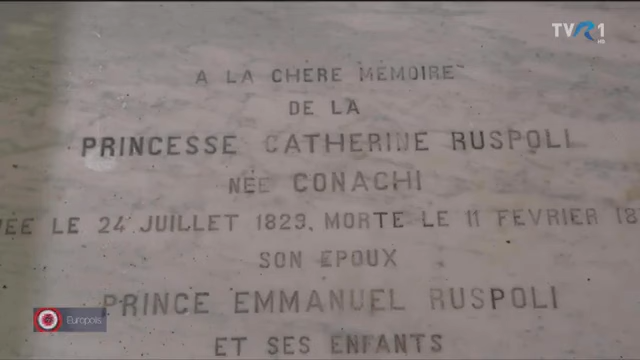 TVR1
A LA CHERE MEMOIRE
DE LA
PRINCESSE CATHERINE RUSPOLI
NÉE CONACHI
LE 24 JUILLET 1829, MORTE LE 11 FEVRIER
SON EPOUX
PRINCE EMMANUEL RUSPOLI
ET SES ENFANTS
Europolis